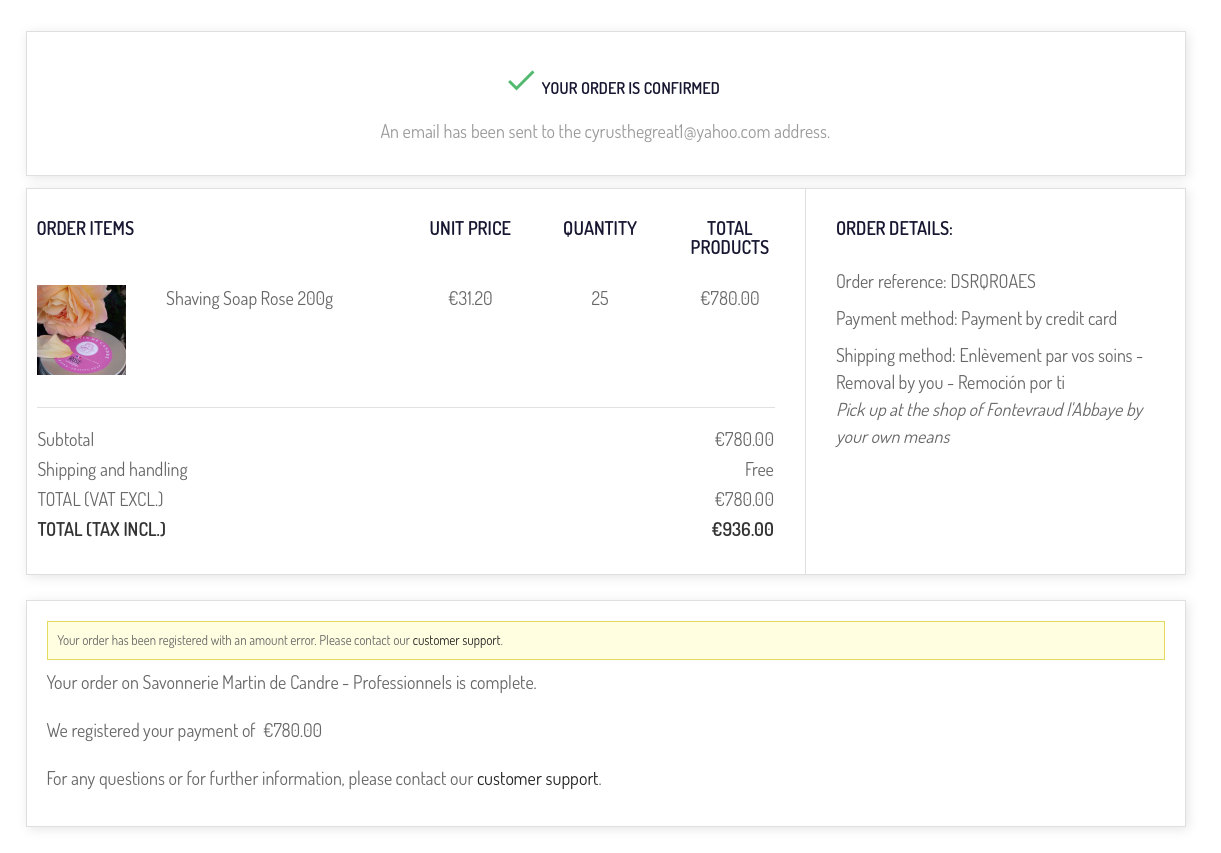 YOUR ORDER IS CONFIRMED
An email has been sent to the cyrusthegreat1@yahoo.com address.
ORDER ITEMS
UNIT PRICE
QUANTITY
TOTAL
PRODUCTS
Shaving Soap Rose 200g
€31.20
25
€780.00
Subtotal
€780.00
Shipping and handling
Free
TOTAL (VAT EXCL.)
€780.00
TOTAL (TAX INCL.)
€936.00
ORDER DETAILS:
Order reference: DSRQROAES
Payment method: Payment by credit card
Shipping method: Enlèvement par vos soins -
Removal by you - Remoción por ti
Pick up at the shop of Fontevraud l'Abbaye by
your own means
Your order has been registered with an amount error. Please contact our customer support.
Your order on Savonnerie Martin de Candre - Professionnels is complete.
We registered your payment of €780.00
For any questions or for further information, please contact our customer support.